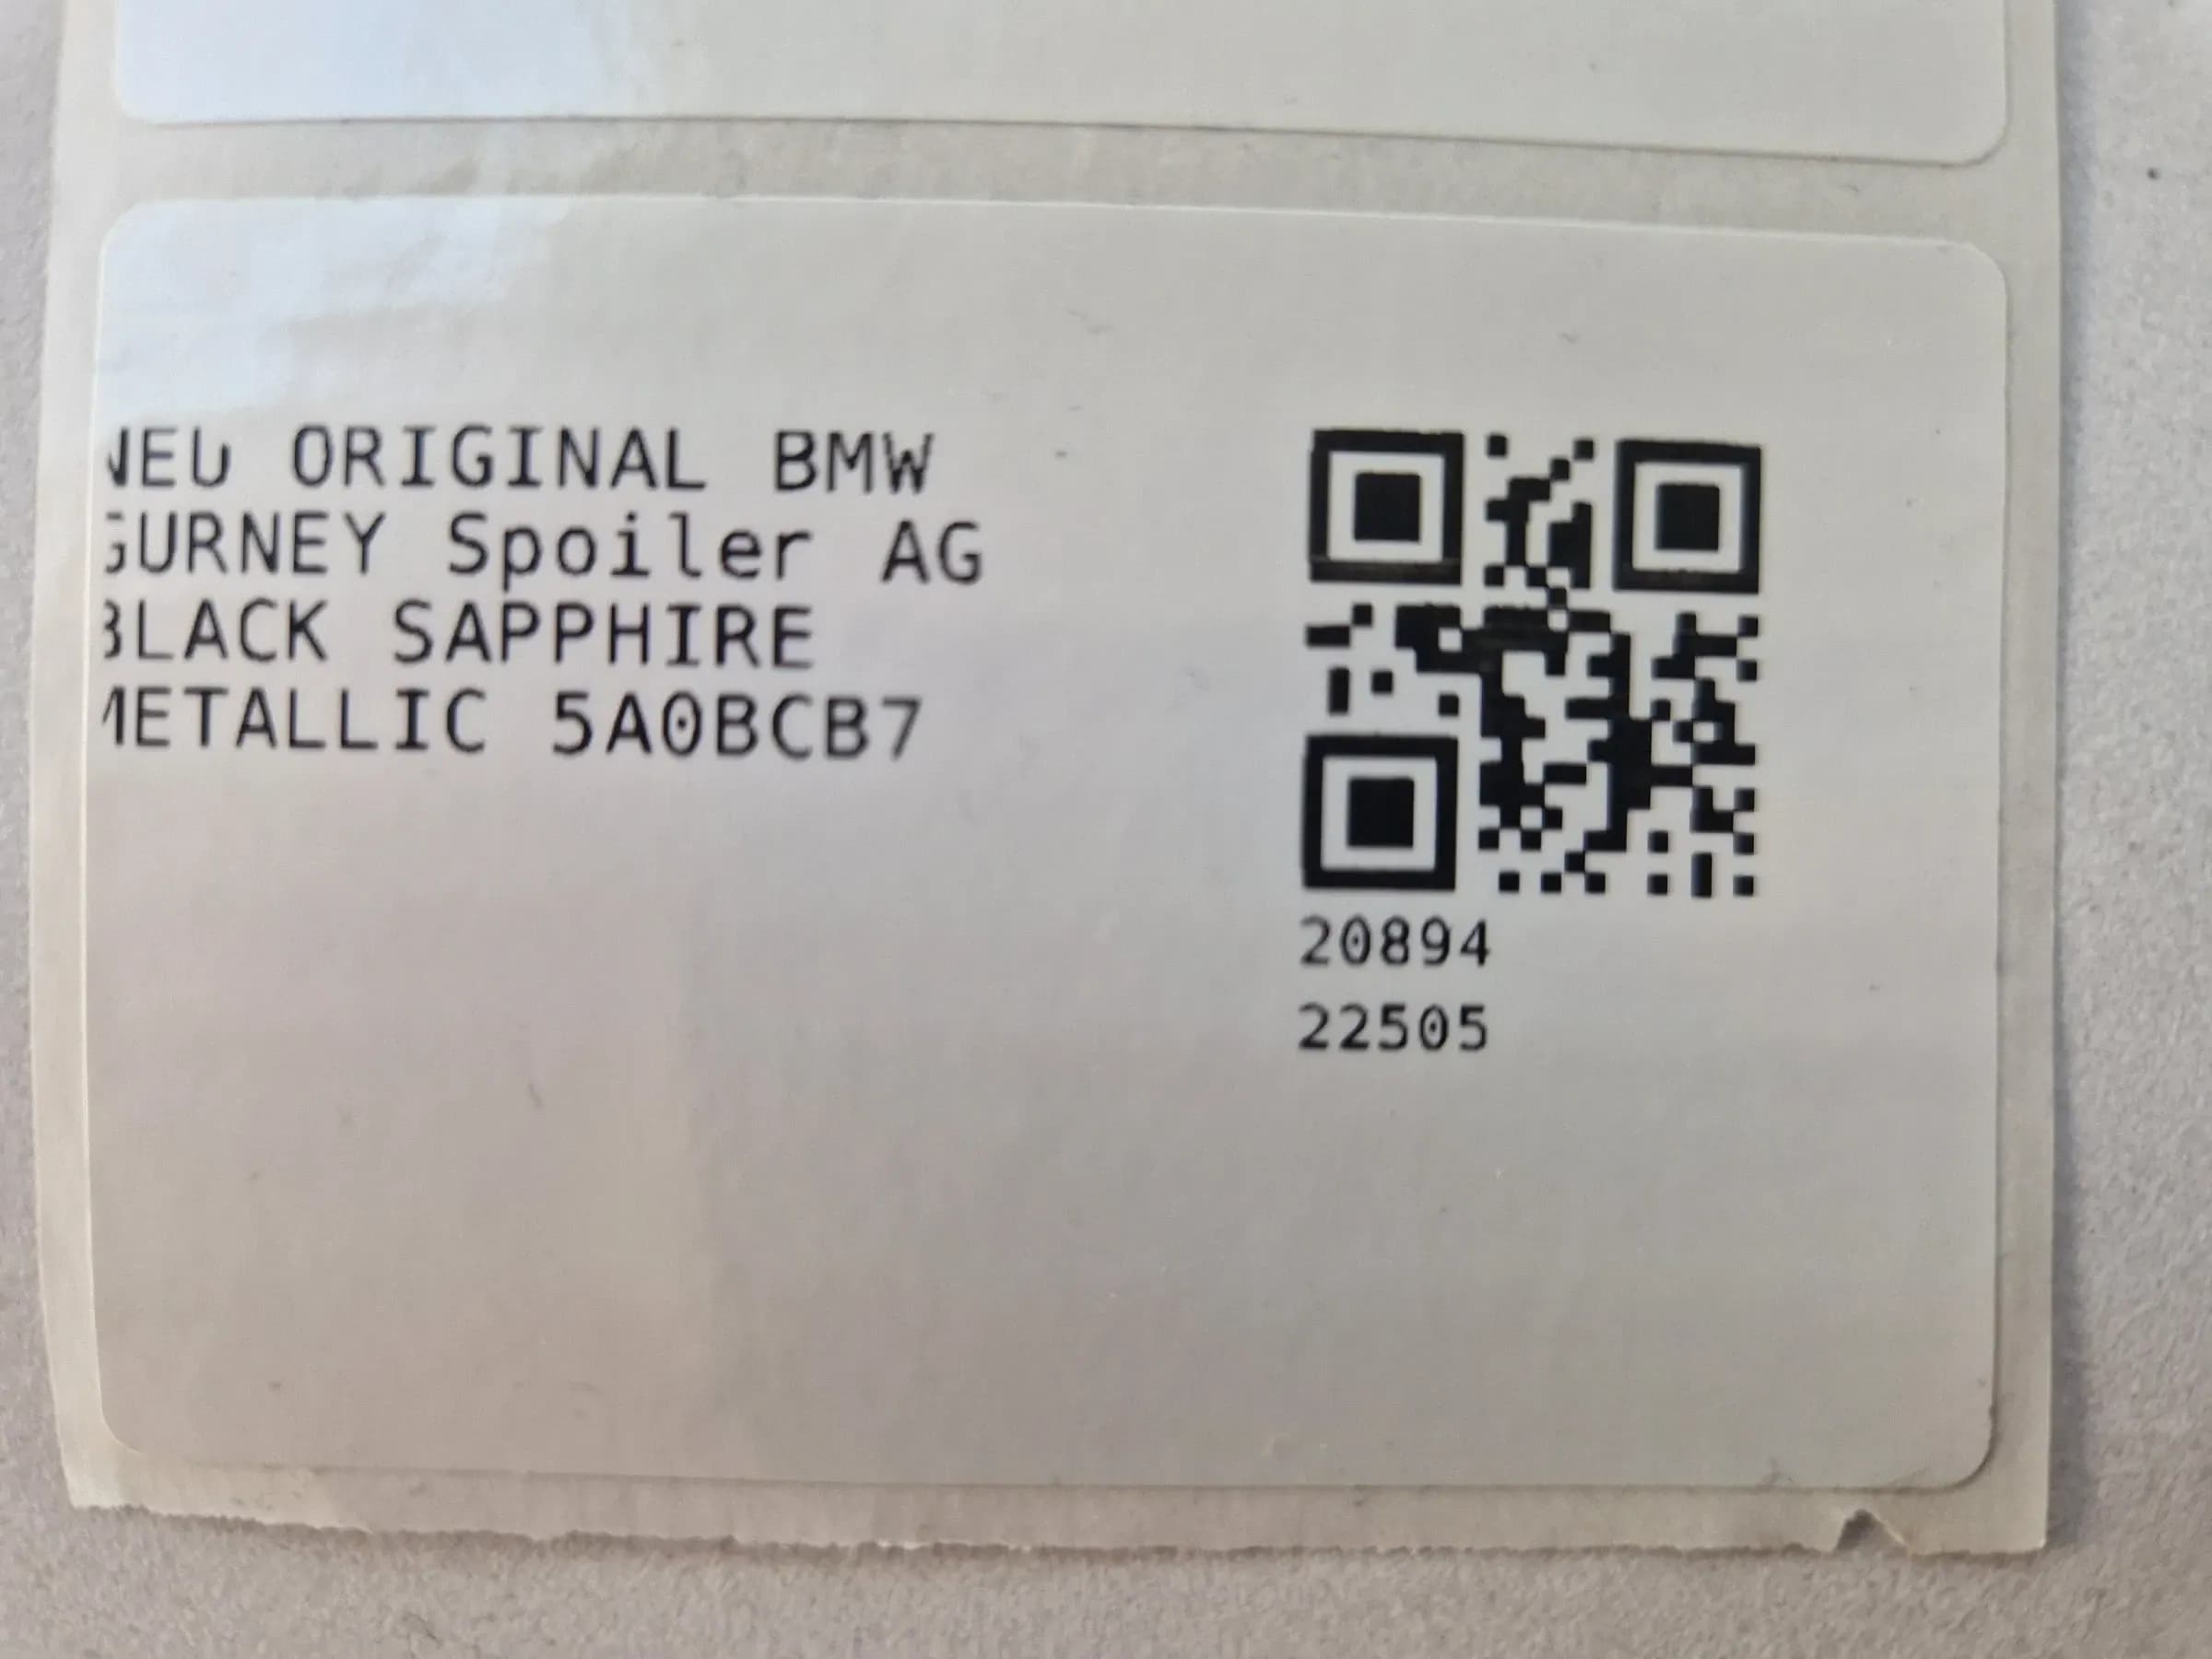 NEU ORIGINAL BMW
GURNEY Spoiler AG
BLACK SAPPHIRE
METALLIC 5A0BCB7
20894
22505